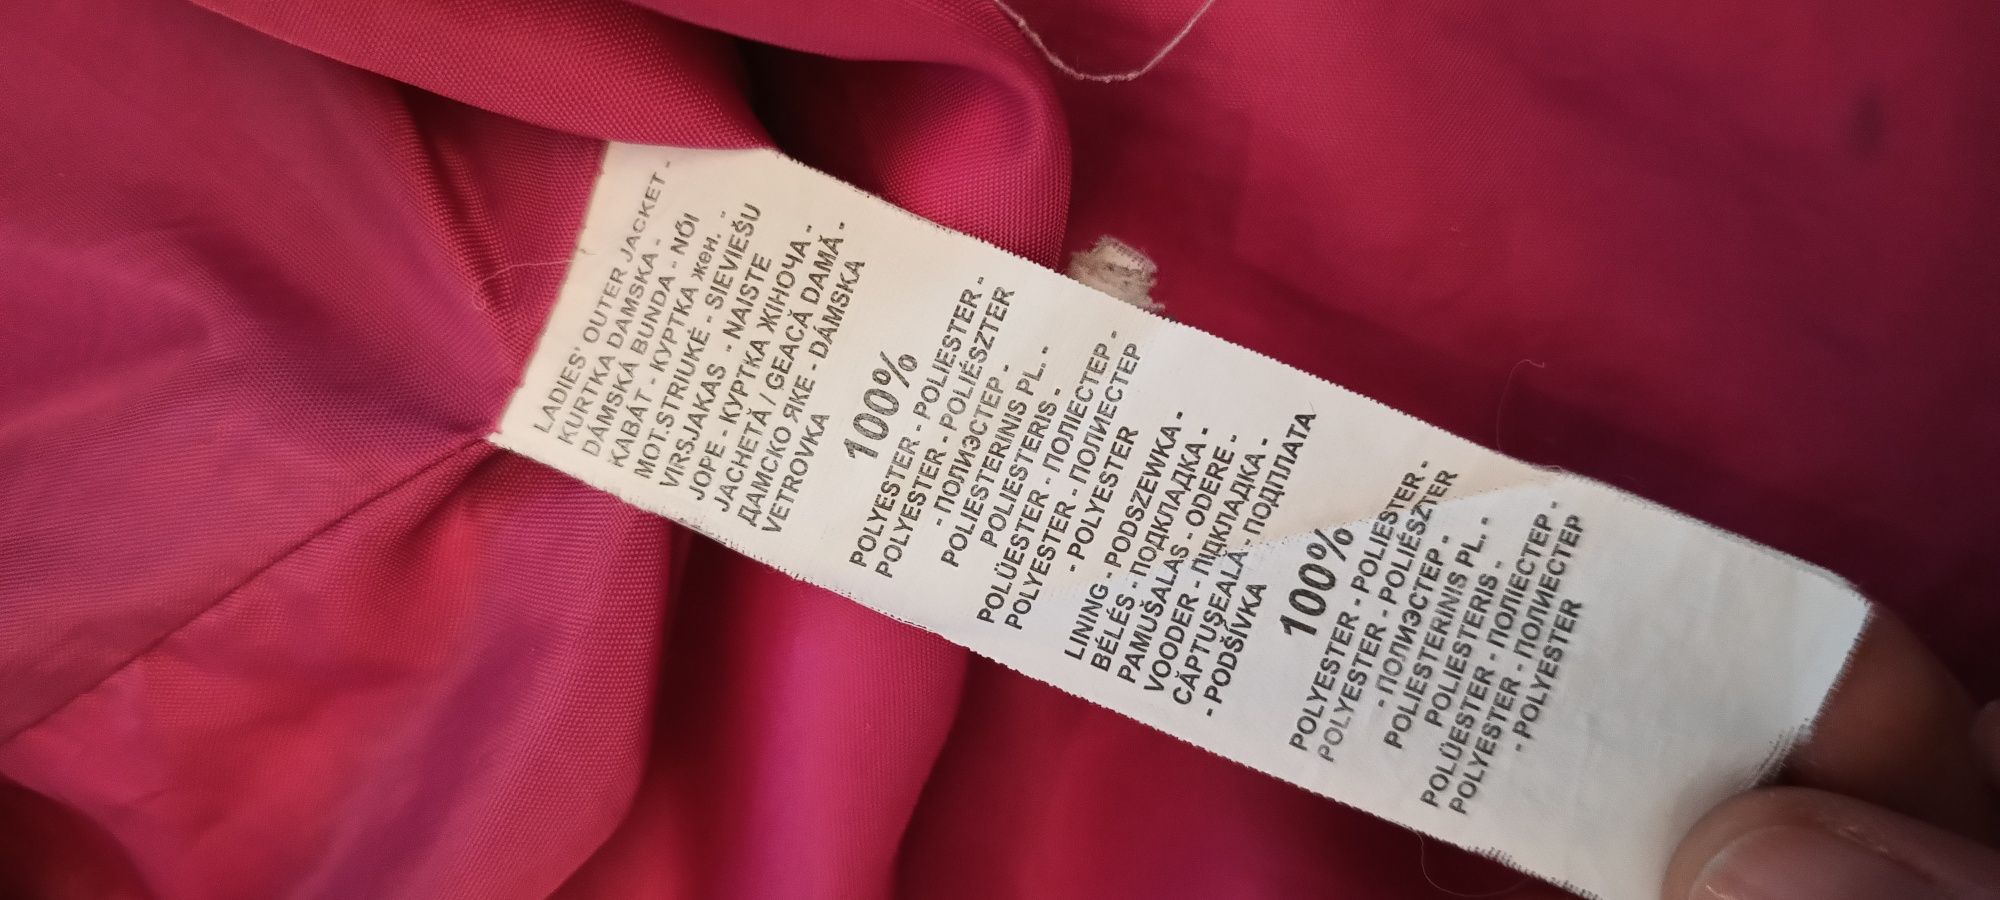 LADIES' OUTER JACKET -
KURTKA DAMSKA -
DÁMSKÁ BUNDA - NŐI
KABÁT - КУРТКА жен. -
MOT.STRIUKĖ - SIEVIEŠU
VIRSJAKAS - NAISTE
JOPE - КУРТКА ЖІНОЧА -
JACHETĂ / GEACĂ DAMĂ -
ДАМСКО ЯКЕ - DÁMSKA
VETROVKA
100%
POLYESTER - POLIESTER -
POLYESTER - POLIÉSZTER
- ПОЛИЭСТЕР -
POLIESTERINIS PL. -
POLIESTERIS -
POLÜESTER - ПОЛІЕСТЕР -
POLYESTER - ПОЛИЕСТЕР
- POLYESTER
LINING - PODSZEWKA -
BÉLÉS - ПОДКЛАДКА -
PAMUŠALAS - ODERE -
VOODER - ПІДКЛАДКА -
CĂPTUȘEALA - ПОДПЛАТА
- PODŠÍVKA
100%
POLYESTER - POLIESTER -
POLYESTER - POLIÉSZTER
- ПОЛИЭСТЕР -
POLIESTERINIS PL. -
POLIESTERIS -
POLÜESTER - ПОЛІЕСТЕР -
POLYESTER - ПОЛИЕСТЕР
- POLYESTER